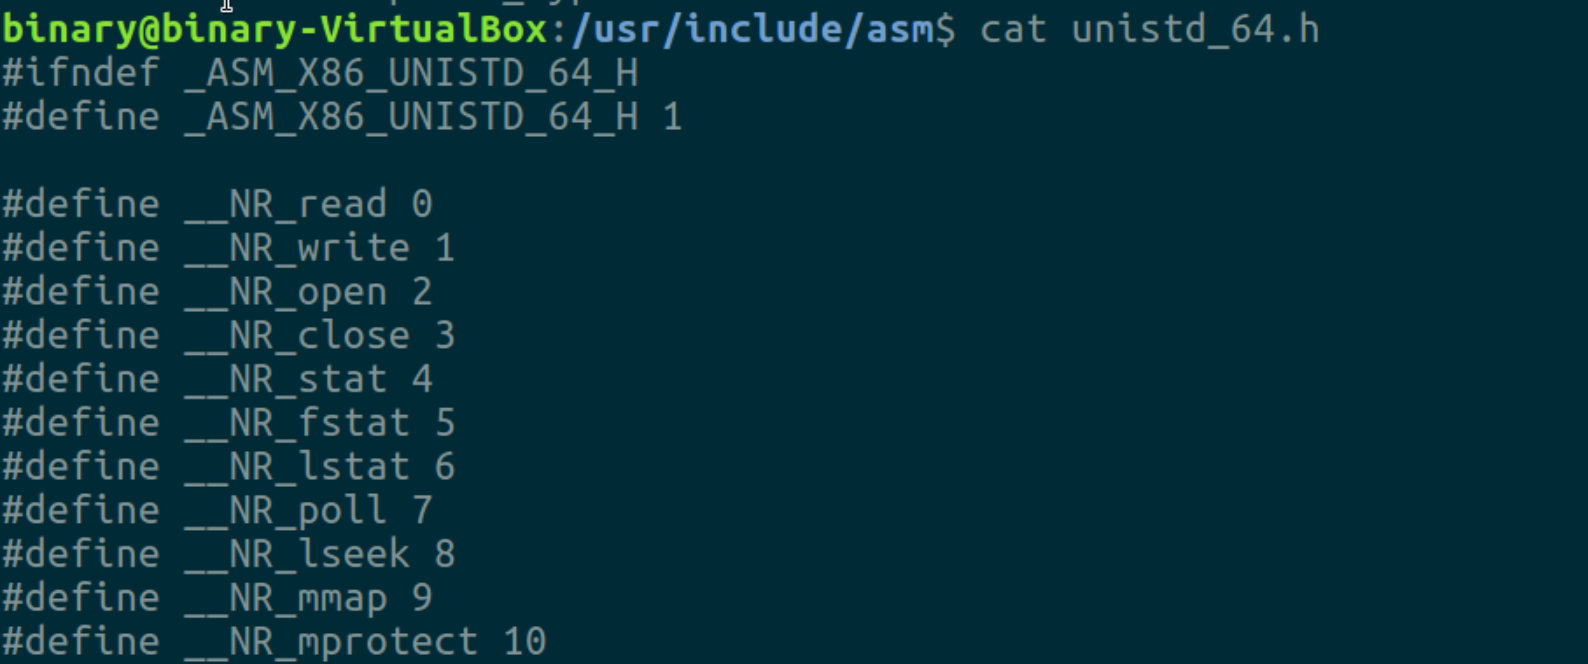 binary@binary-VirtualBox:/usr/include/asm$ cat unistd_64.h
#ifndef _ASM_X86_UNISTD_64_H
#define _ASM_X86_UNISTD_64_H 1
#define __NR_read 0
#define __NR_write 1
#define __NR_open 2
#define __NR_close 3
#define __NR_stat 4
#define __NR_fstat 5
#define __NR_lstat 6
#define __NR_poll 7
#define __NR_lseek 8
#define __NR_mmap 9
#define __NR_mprotect 10